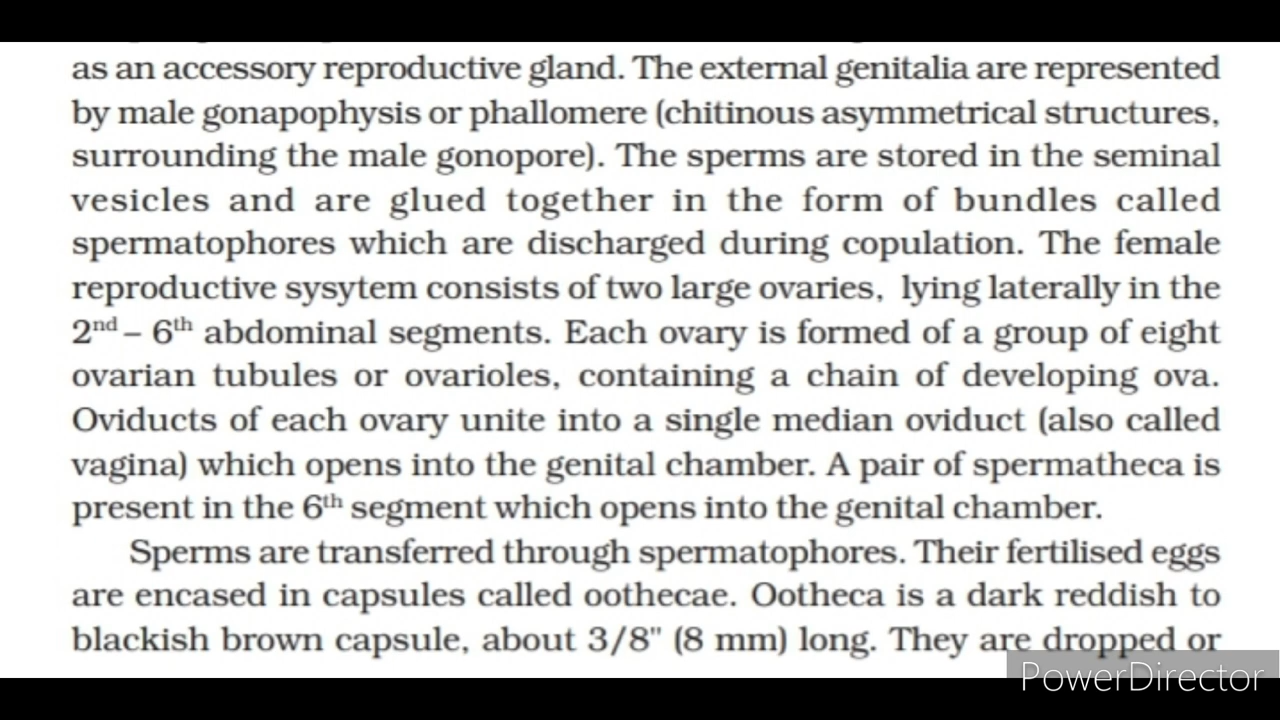 as an accessory reproductive gland. The external genitalia are represented
by male gonapophysis or phallomere (chitinous asymmetrical structures,
surrounding the male gonopore). The sperms are stored in the seminal
vesicles and are glued together in the form of bundles called
spermatophores which are discharged during copulation. The female
reproductive sysytem consists of two large ovaries, lying laterally in the
2nd – 6th abdominal segments. Each ovary is formed of a group of eight
ovarian tubules or ovarioles, containing a chain of developing ova.
Oviducts of each ovary unite into a single median oviduct (also called
vagina) which opens into the genital chamber. A pair of spermatheca is
present in the 6th segment which opens into the genital chamber.
Sperms are transferred through spermatophores. Their fertilised eggs
are encased in capsules called oothecae. Ootheca is a dark reddish to
blackish brown capsule, about 3/8" (8 mm) long. They are dropped or
PowerDirector